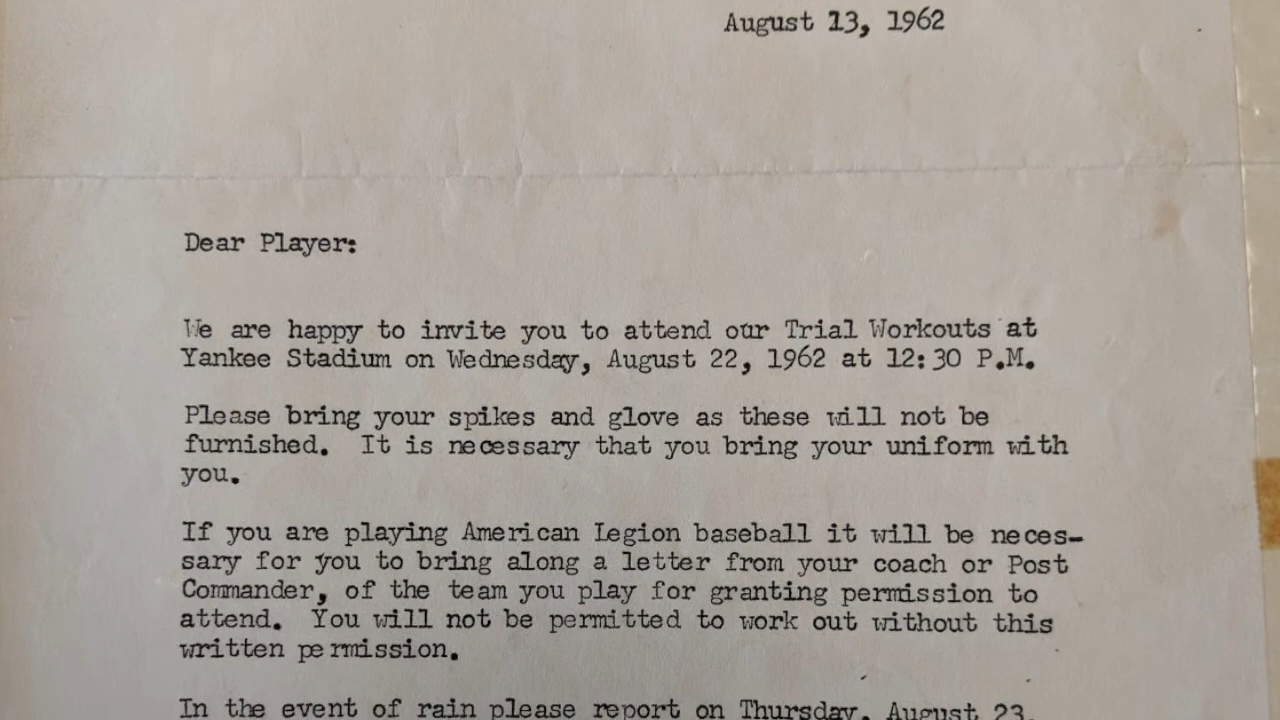 August 13, 1962
Dear Player:
We are happy to invite you to attend our Trial Workouts at
Yankee Stadium on Wednesday, August 22, 1962 at 12:30 P.M.
Please bring your spikes and glove as these will not be
furnished. It is necessary that you bring your uniform with
you.
If you are playing American Legion baseball it will be neces-
sary for you to bring along a letter from your coach or Post
Commander, of the team you play for granting permission to
attend. You will not be permitted to work out without this
written permission.
In the event of rain please report on Thursday, August 23.